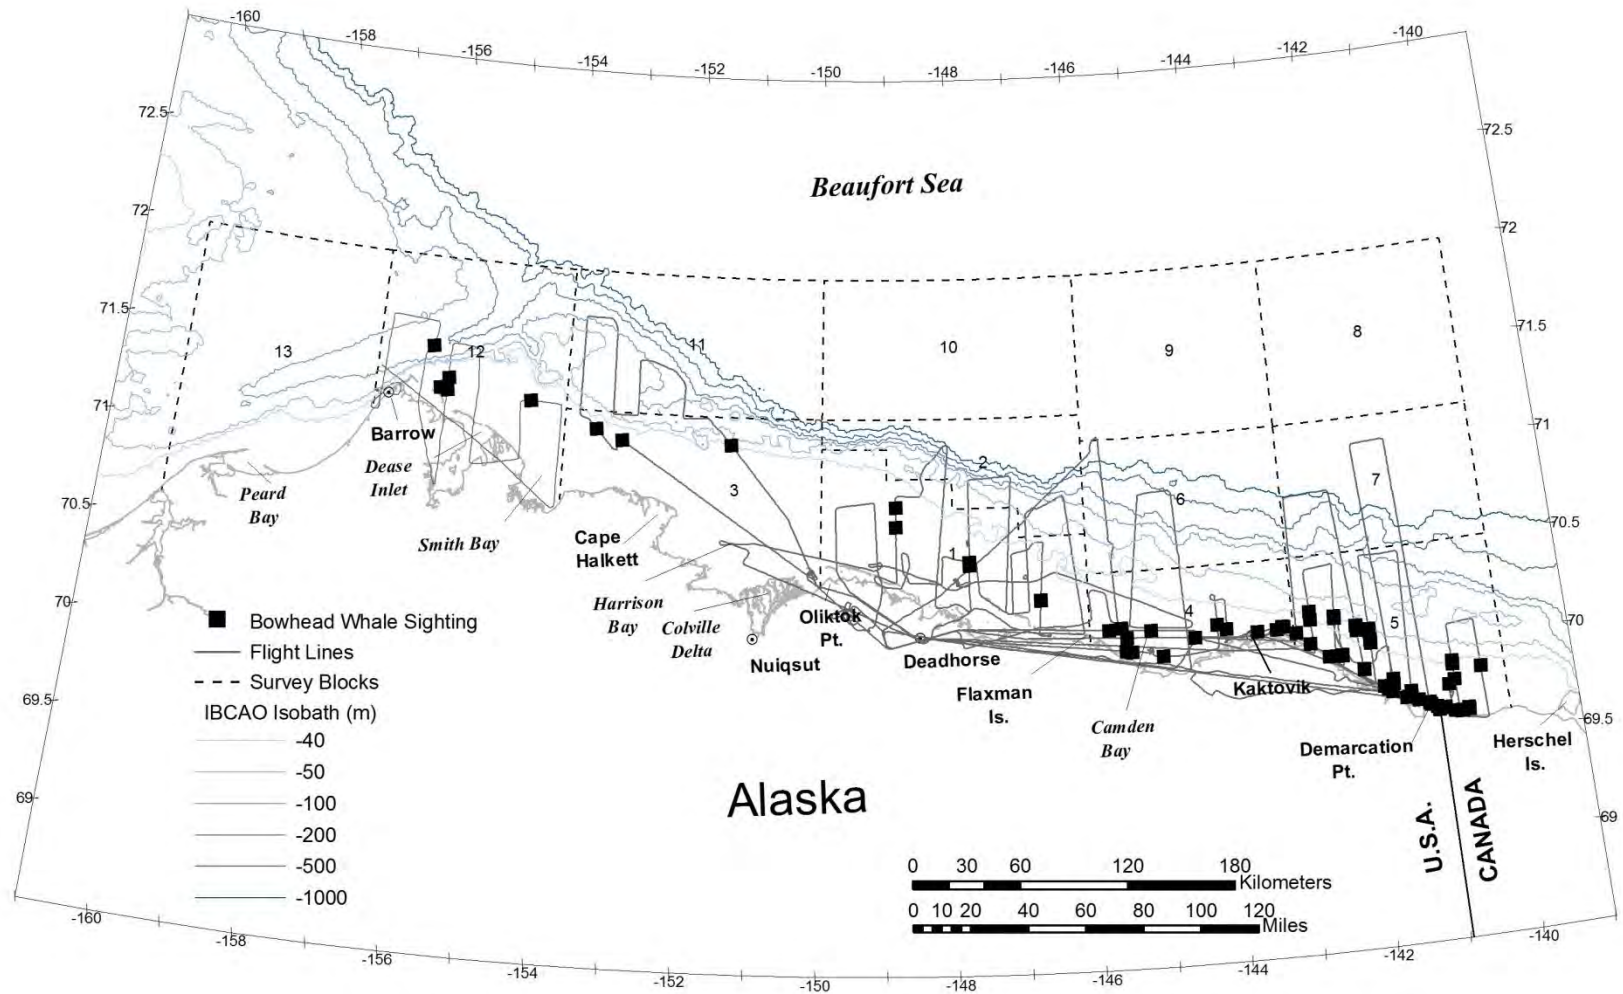 -160
-158
-156
-154
-152
-150
-148
-146
-144
-142
-140
72.5
72.5
Beaufort Sea
72
72
71.5
71.5
13
12
11
10
9
8
71
71
Barrow
Dease
Inlet
Peard
Bay
Smith Bay
Cape
Halkett
3
2
1
6
7
70.5
70.5
4
5
70
70
Harrison
Bay
Colville
Delta
Nuiqsut
Oliktok
Pt.
Deadhorse
Flaxman
Is.
Camden
Bay
Kaktovik
Demarcation
Pt.
Herschel
Is.
69.5
69.5
Bowhead Whale Sighting
Flight Lines
Survey Blocks
IBCAO Isobath (m)
-40
-50
-100
-200
-500
-1000
Alaska
U.S.A.
CANADA
69
69
0 30 60 120 180
Kilometers
0 10 20 40 60 80 100 120
Miles
-160
-158
-156
-154
-152
-150
-148
-146
-144
-142
-140